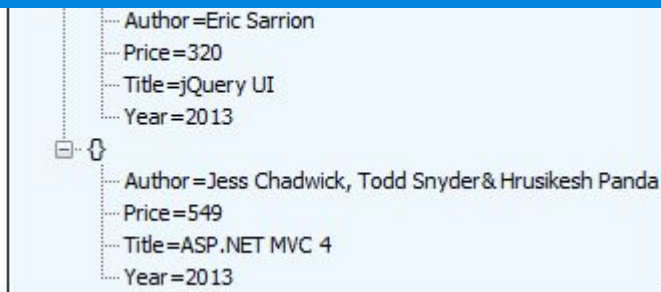 Author=Eric Sarrion
Price=320
Title=jQuery UI
Year=2013
{}
Author=Jess Chadwick, Todd Snyder& Hrusikesh Panda
Price=549
Title=ASP.NET MVC 4
Year=2013